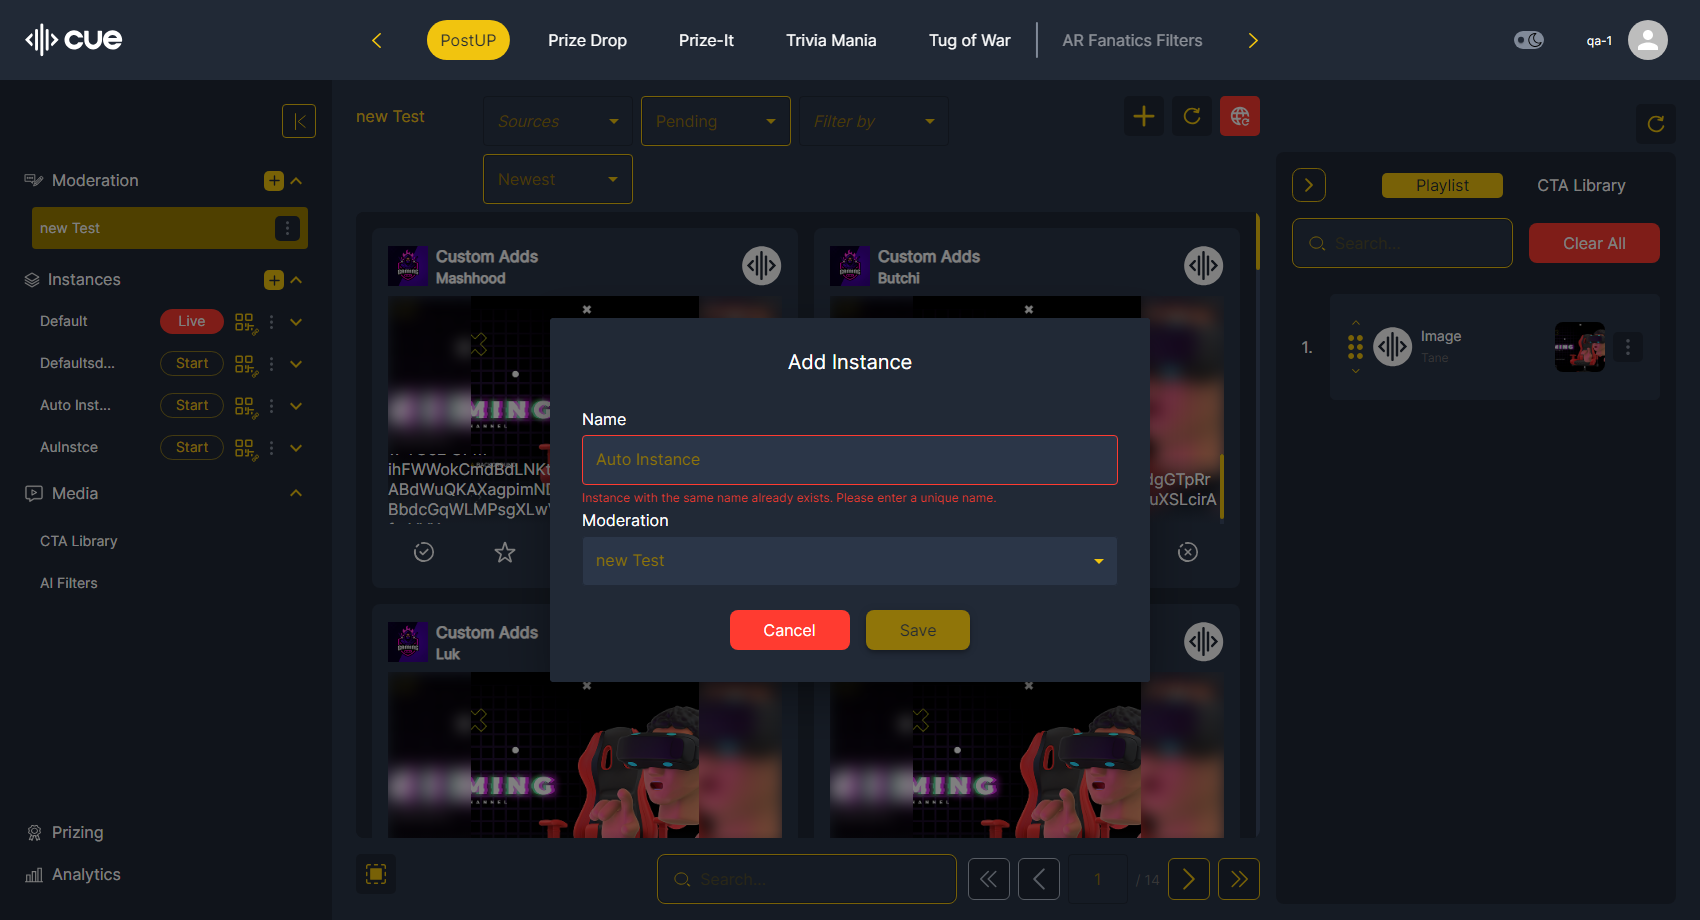 cue
PostUP
Prize Drop
Prize-It
Trivia Mania
Tug of War
AR Fanatics Filters
qa-1
Moderation
new Test
Instances
Default
Live
Defaultsd...
Start
Auto Inst...
Start
AuInstce
Start
Media
CTA Library
AI Filters
Prizing
Analytics
new Test
Sources
Pending
Filter by
Newest
Custom Adds
Mashhood
Custom Adds
Butchi
ABdWuQKAXagpimND
BbdcGqWLMPsgXLwV
dgGTpRr
uXSLcirA
Custom Adds
Luk
Add Instance
Name
Auto Instance
Instance with the same name already exists. Please enter a unique name.
Moderation
new Test
Cancel
Save
Search...
1
/ 14
Playlist
CTA Library
Search...
Clear All
1.
Image
Tane